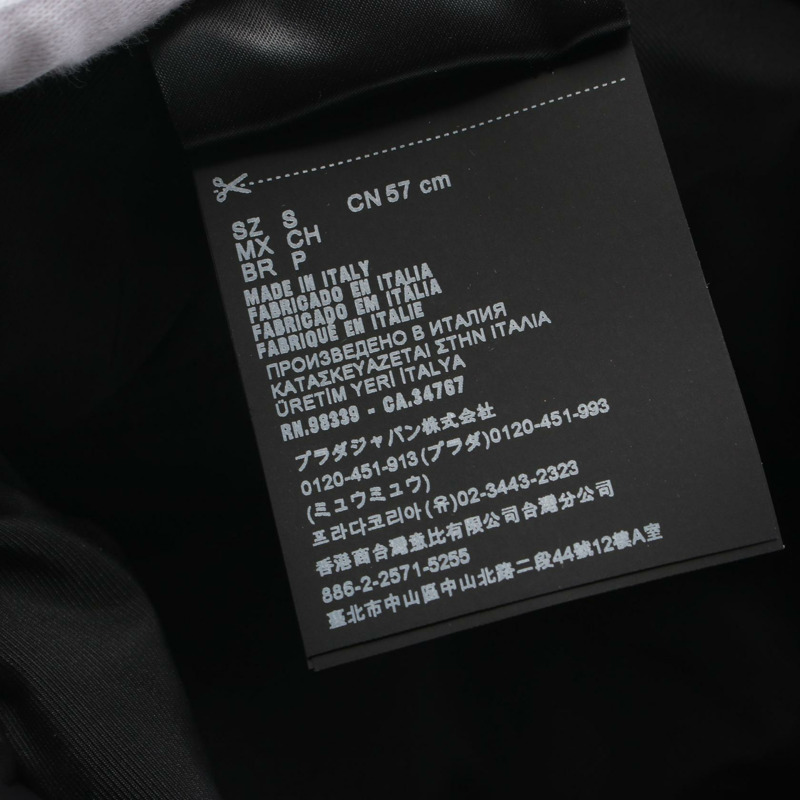 SZ S CN 57 cm
MX CH
BR P
MADE IN ITALY
FABRICADO EN ITALIA
FABRICADO EM ITÁLIA
FABRIQUÉ EN ITALIE
ПРОИЗВЕДЕНО В ИТАЛИЯ
ΚΑΤΑΣΚΕΥΑΖΕΤΑΙ ΣΤΗΝ ΙΤΑΛΙΑ
ÜRETİM YERİ İTALYA
RN.98339 - CA.34767
プラダジャパン株式会社
0120-451-913(プラダ)0120-451-993
(ミュウミュウ)
프라다코리아(유)02-3443-2323
香港商台灣意比有限公司台灣分公司
886-2-2571-5255
臺北市中山區中山北路二段44號12樓A室